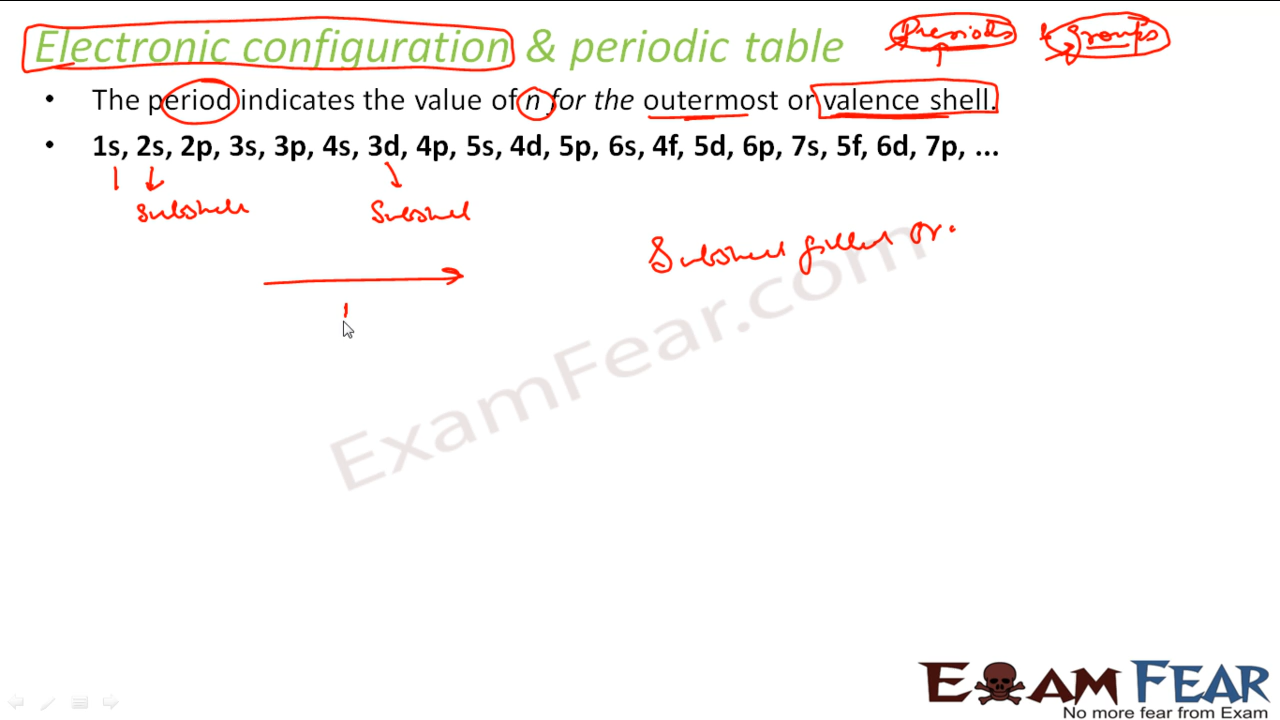 Electronic configuration & periodic table
Periods & Groups
• The period indicates the value of n for the outermost or valence shell.
• 1s, 2s, 2p, 3s, 3p, 4s, 3d, 4p, 5s, 4d, 5p, 6s, 4f, 5d, 6p, 7s, 5f, 6d, 7p, ...
Subshell Subshell
Subshell filled or.
ExamFear.com
EXAM FEAR
No more fear from Exam